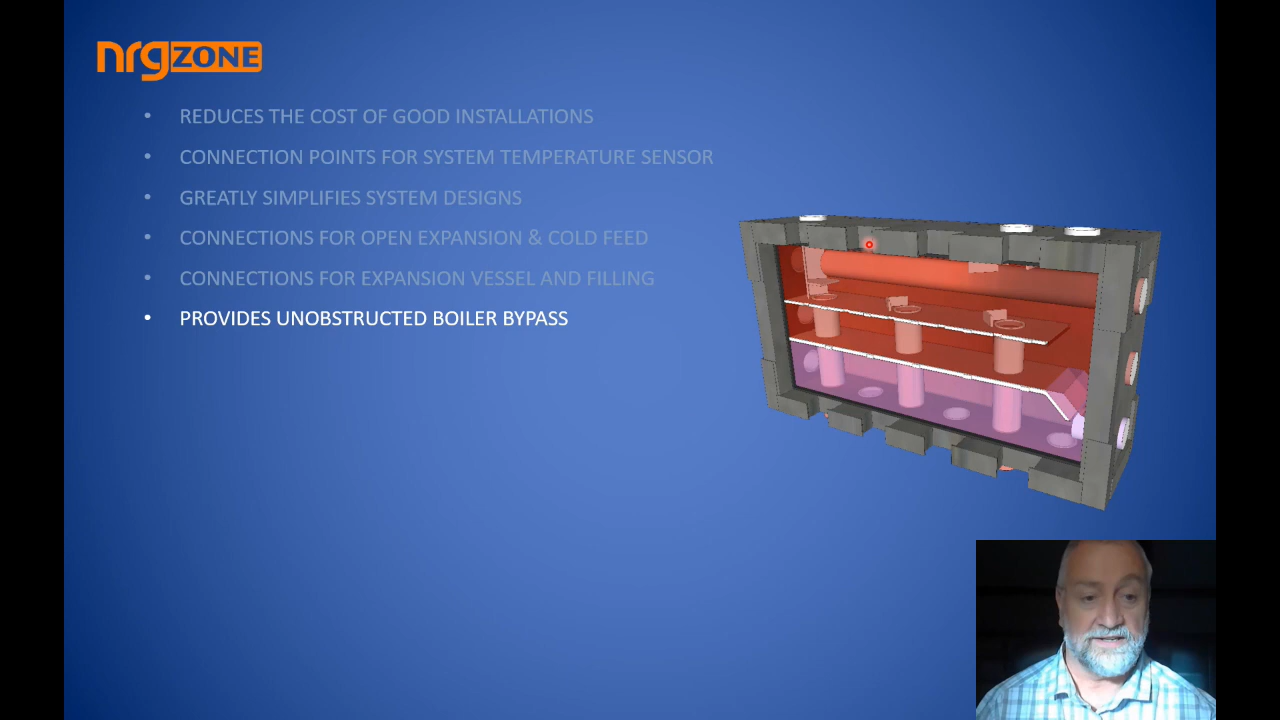 nrgZONE
• REDUCES THE COST OF GOOD INSTALLATIONS
• CONNECTION POINTS FOR SYSTEM TEMPERATURE SENSOR
• GREATLY SIMPLIFIES SYSTEM DESIGNS
• CONNECTIONS FOR OPEN EXPANSION & COLD FEED
• CONNECTIONS FOR EXPANSION VESSEL AND FILLING
• PROVIDES UNOBSTRUCTED BOILER BYPASS